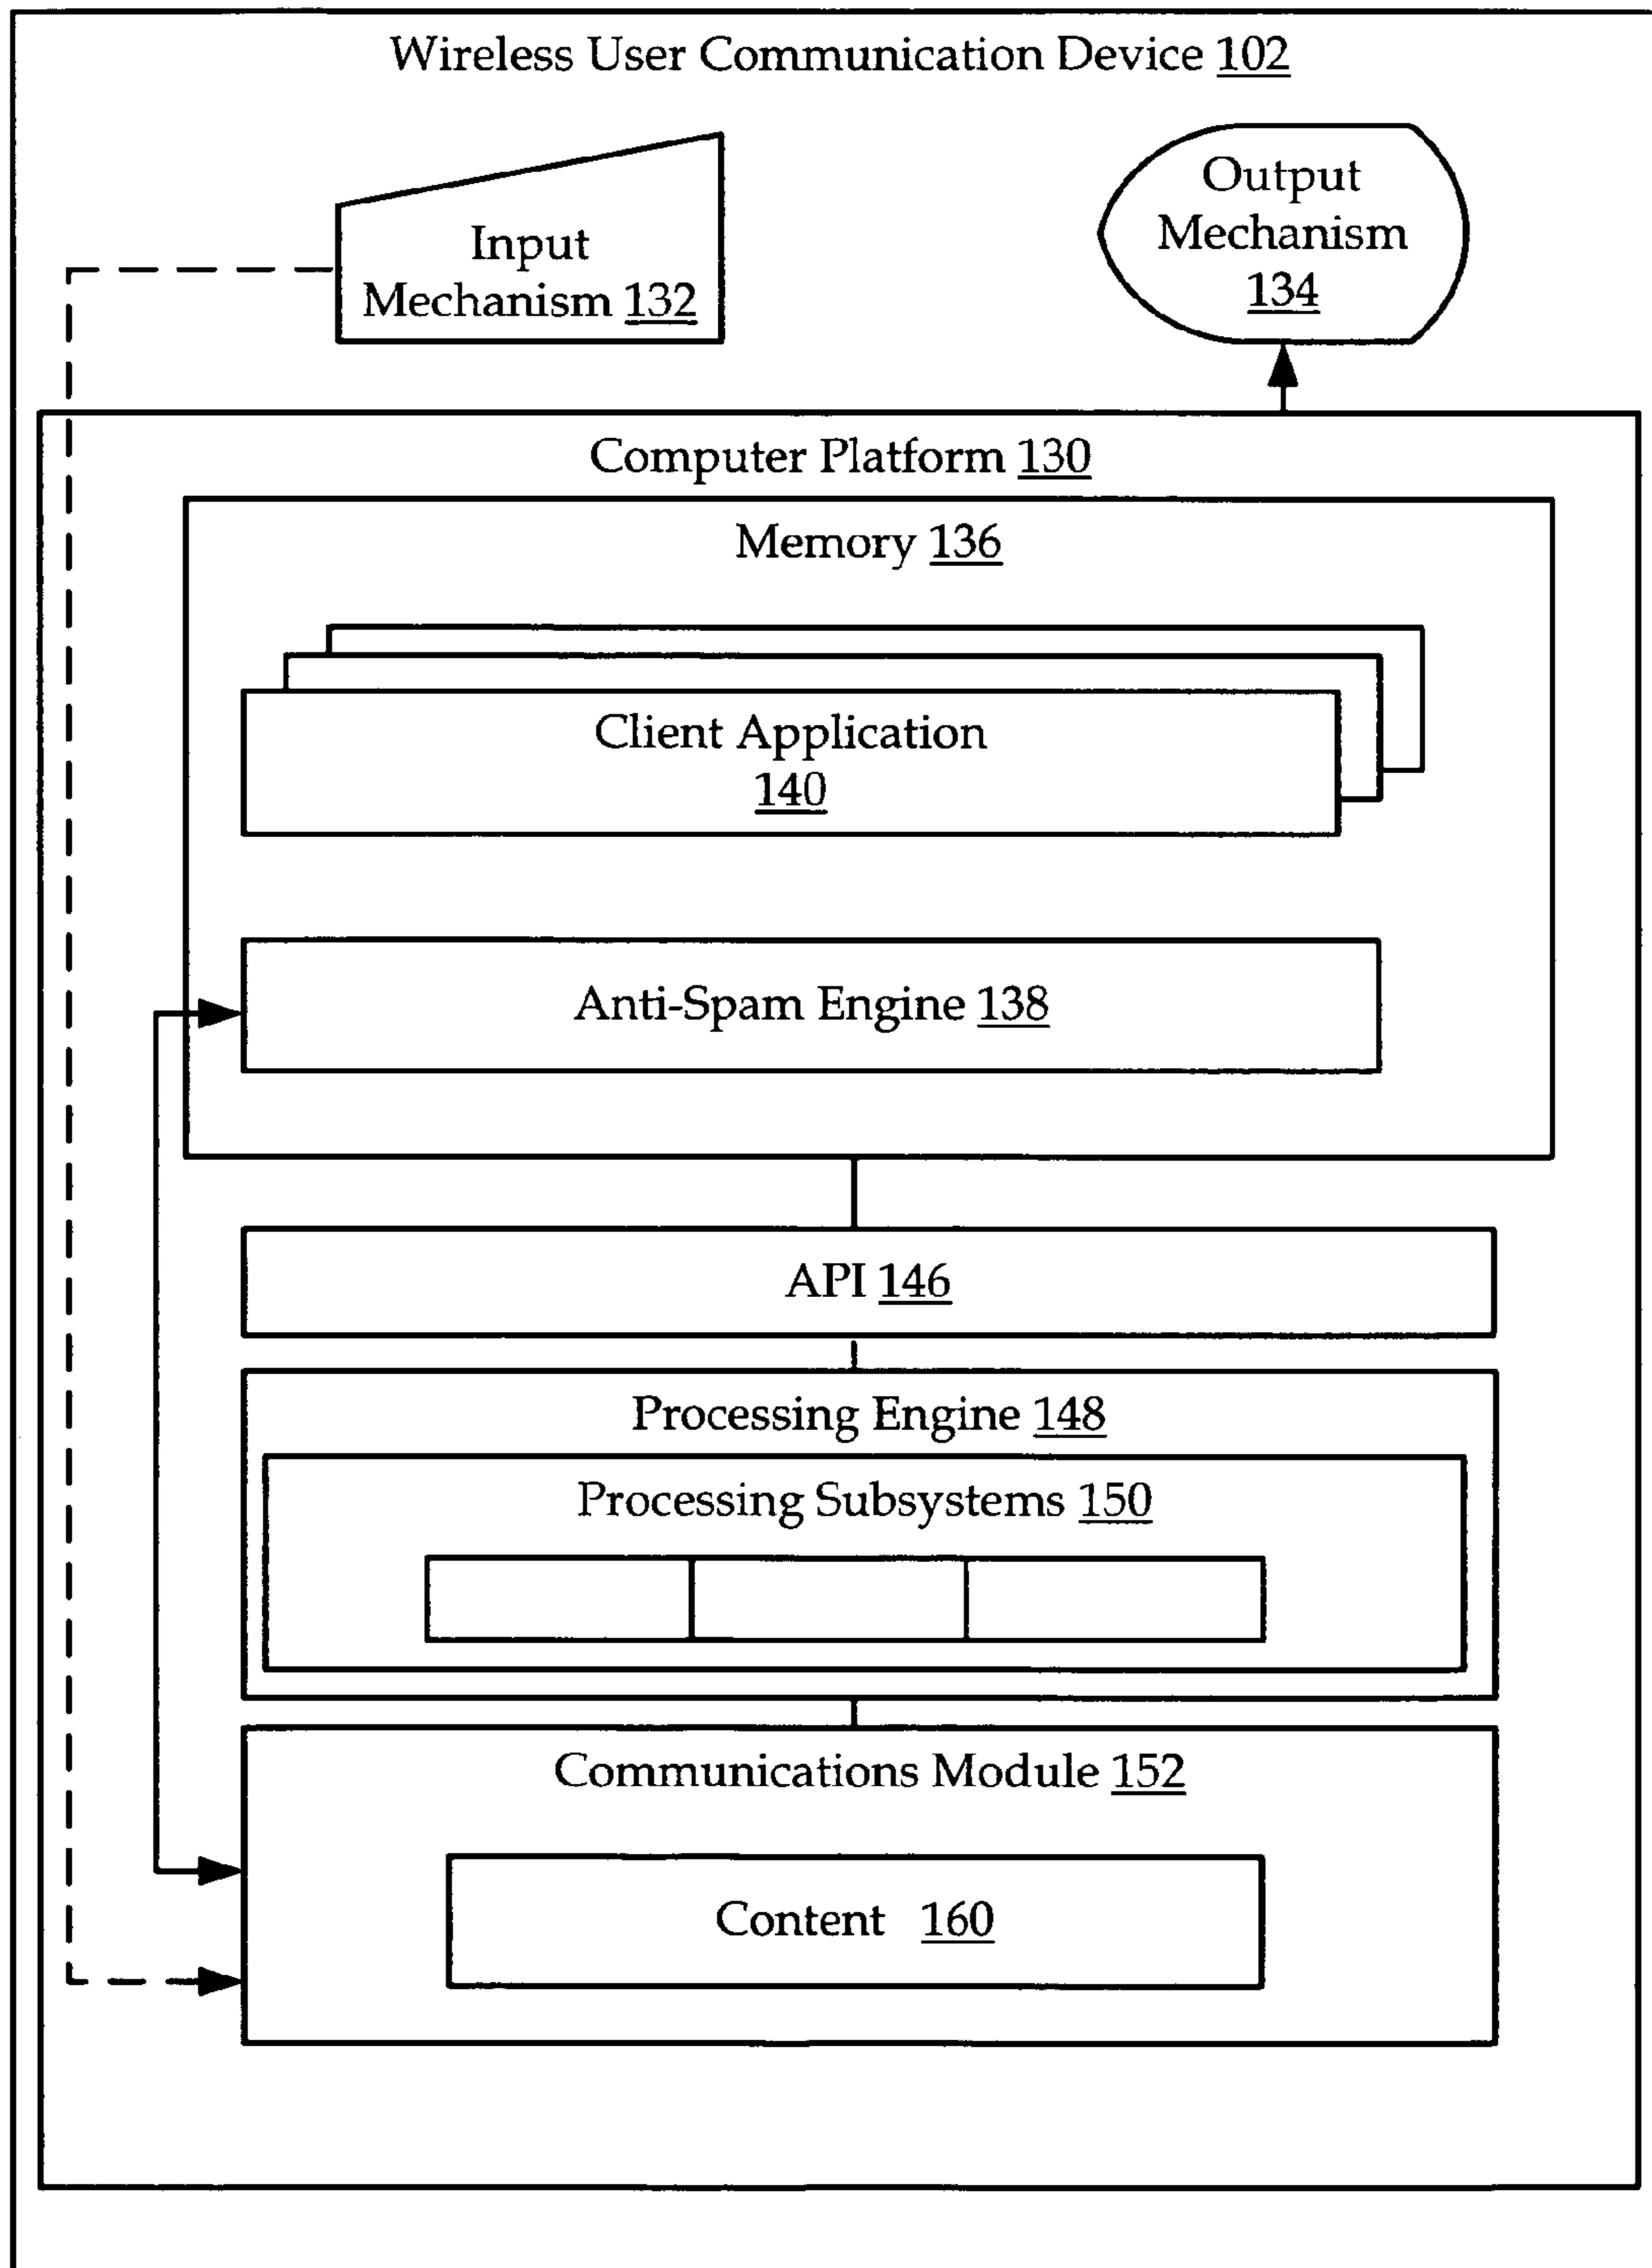 Wireless User Communication Device 102
Input
Mechanism 132
Output
Mechanism
134
Computer Platform 130
Memory 136
Client Application
140
Anti-Spam Engine 138
API 146
Processing Engine 148
Processing Subsystems 150
Communications Module 152
Content 160